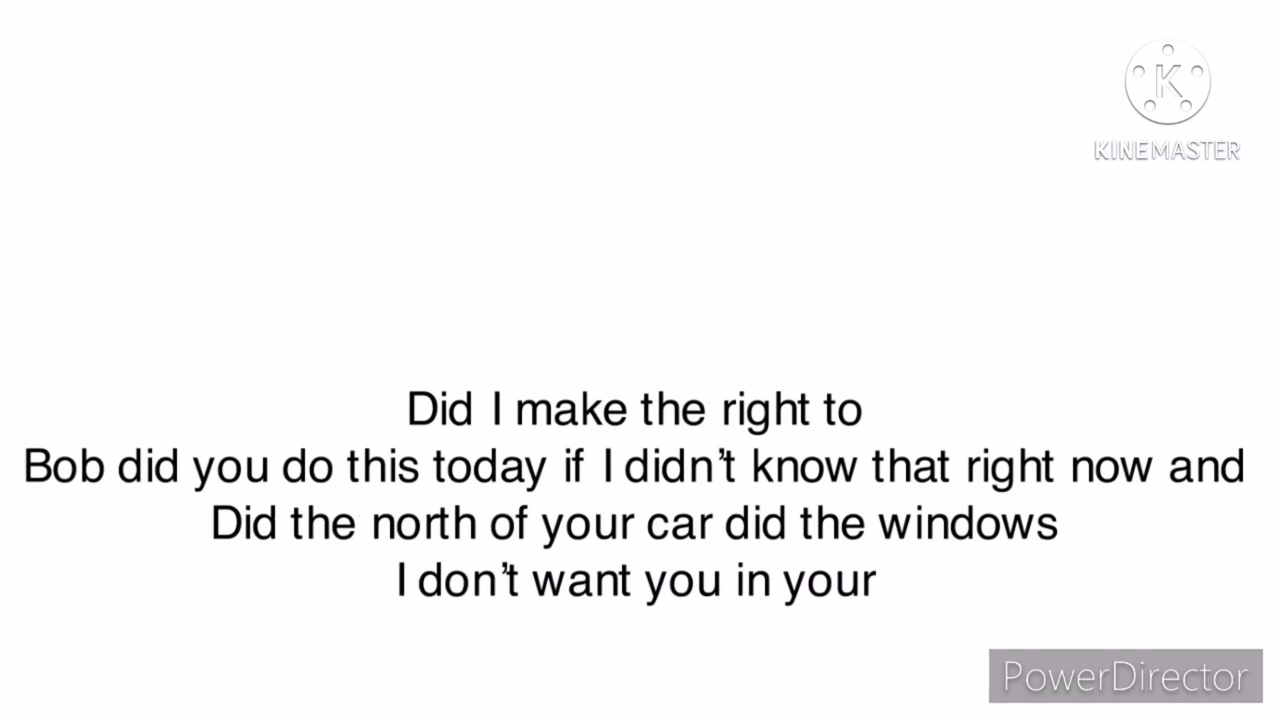 K
KINEMASTER
Did I make the right to
Bob did you do this today if I didn’t know that right now and
Did the north of your car did the windows
I don’t want you in your
PowerDirector